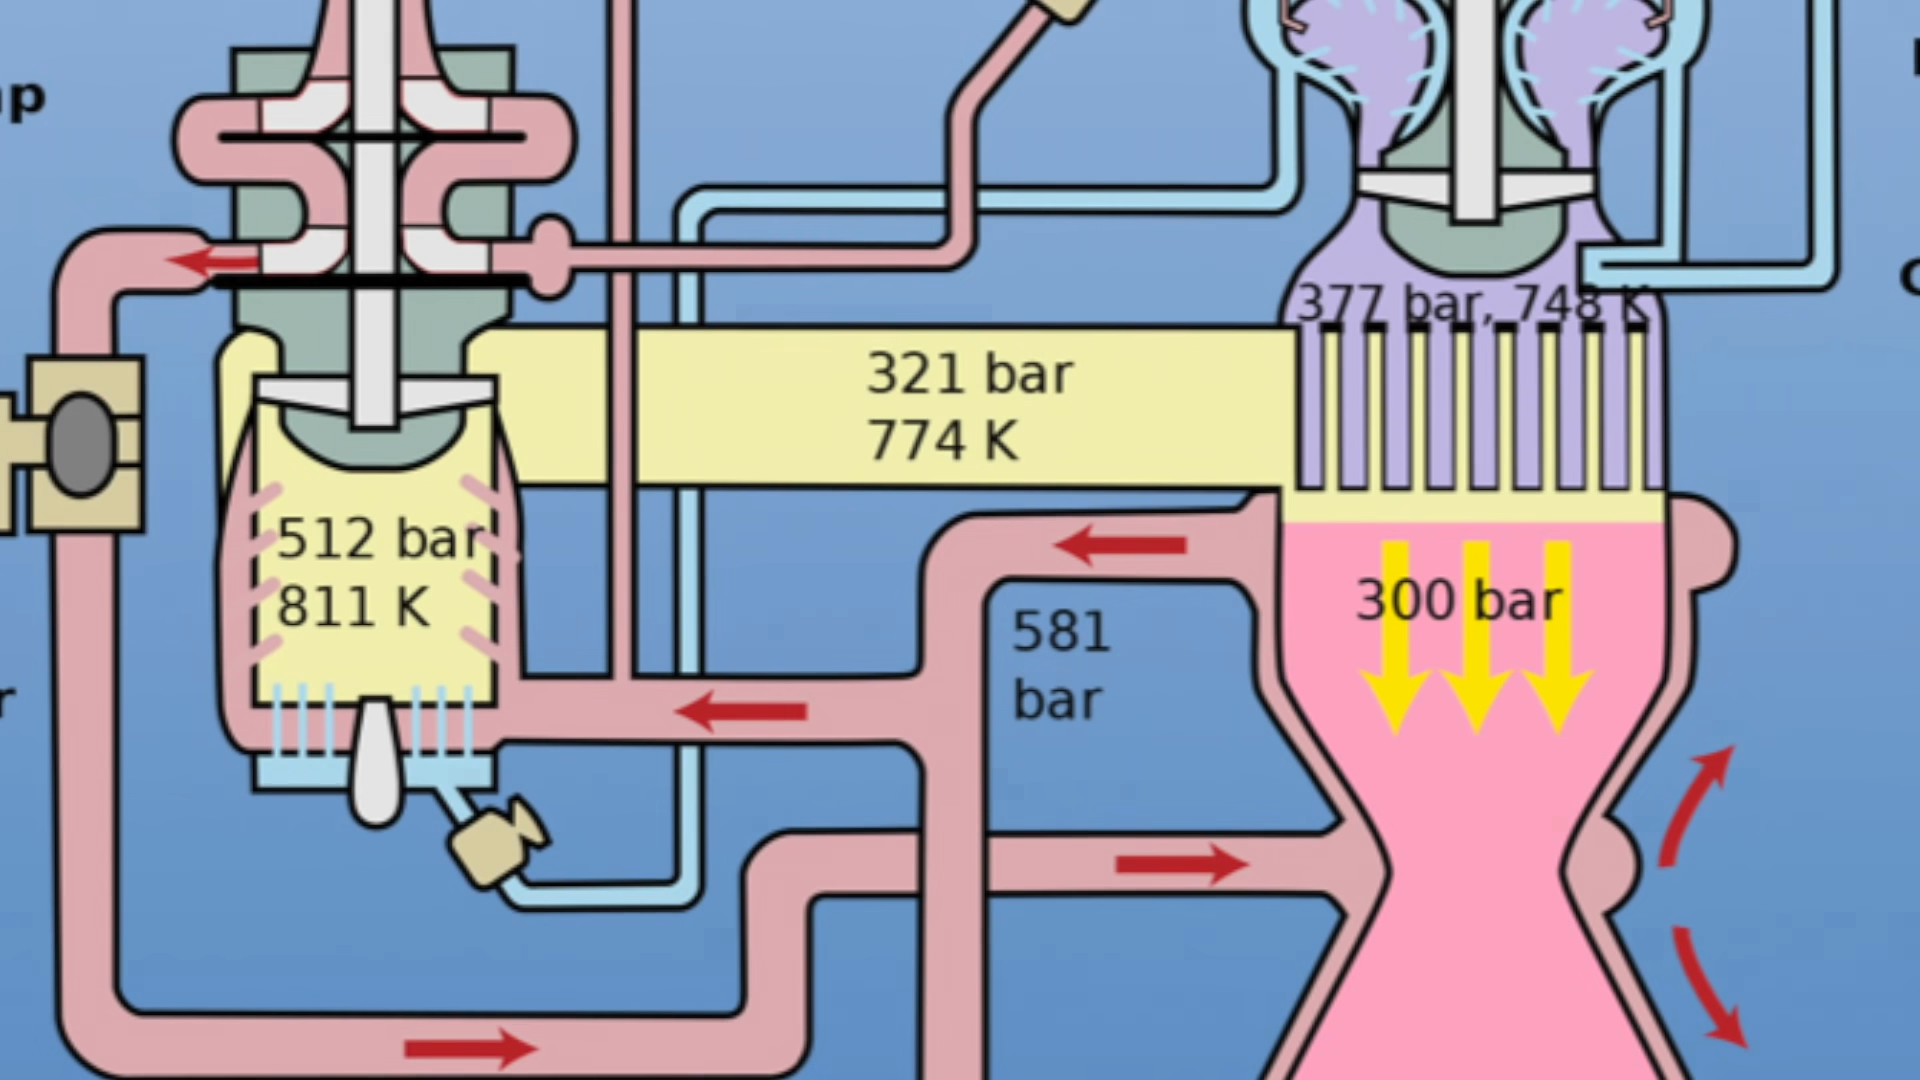 377 bar, 748 K
321 bar
774 K
512 bar
811 K
300 bar
581
bar